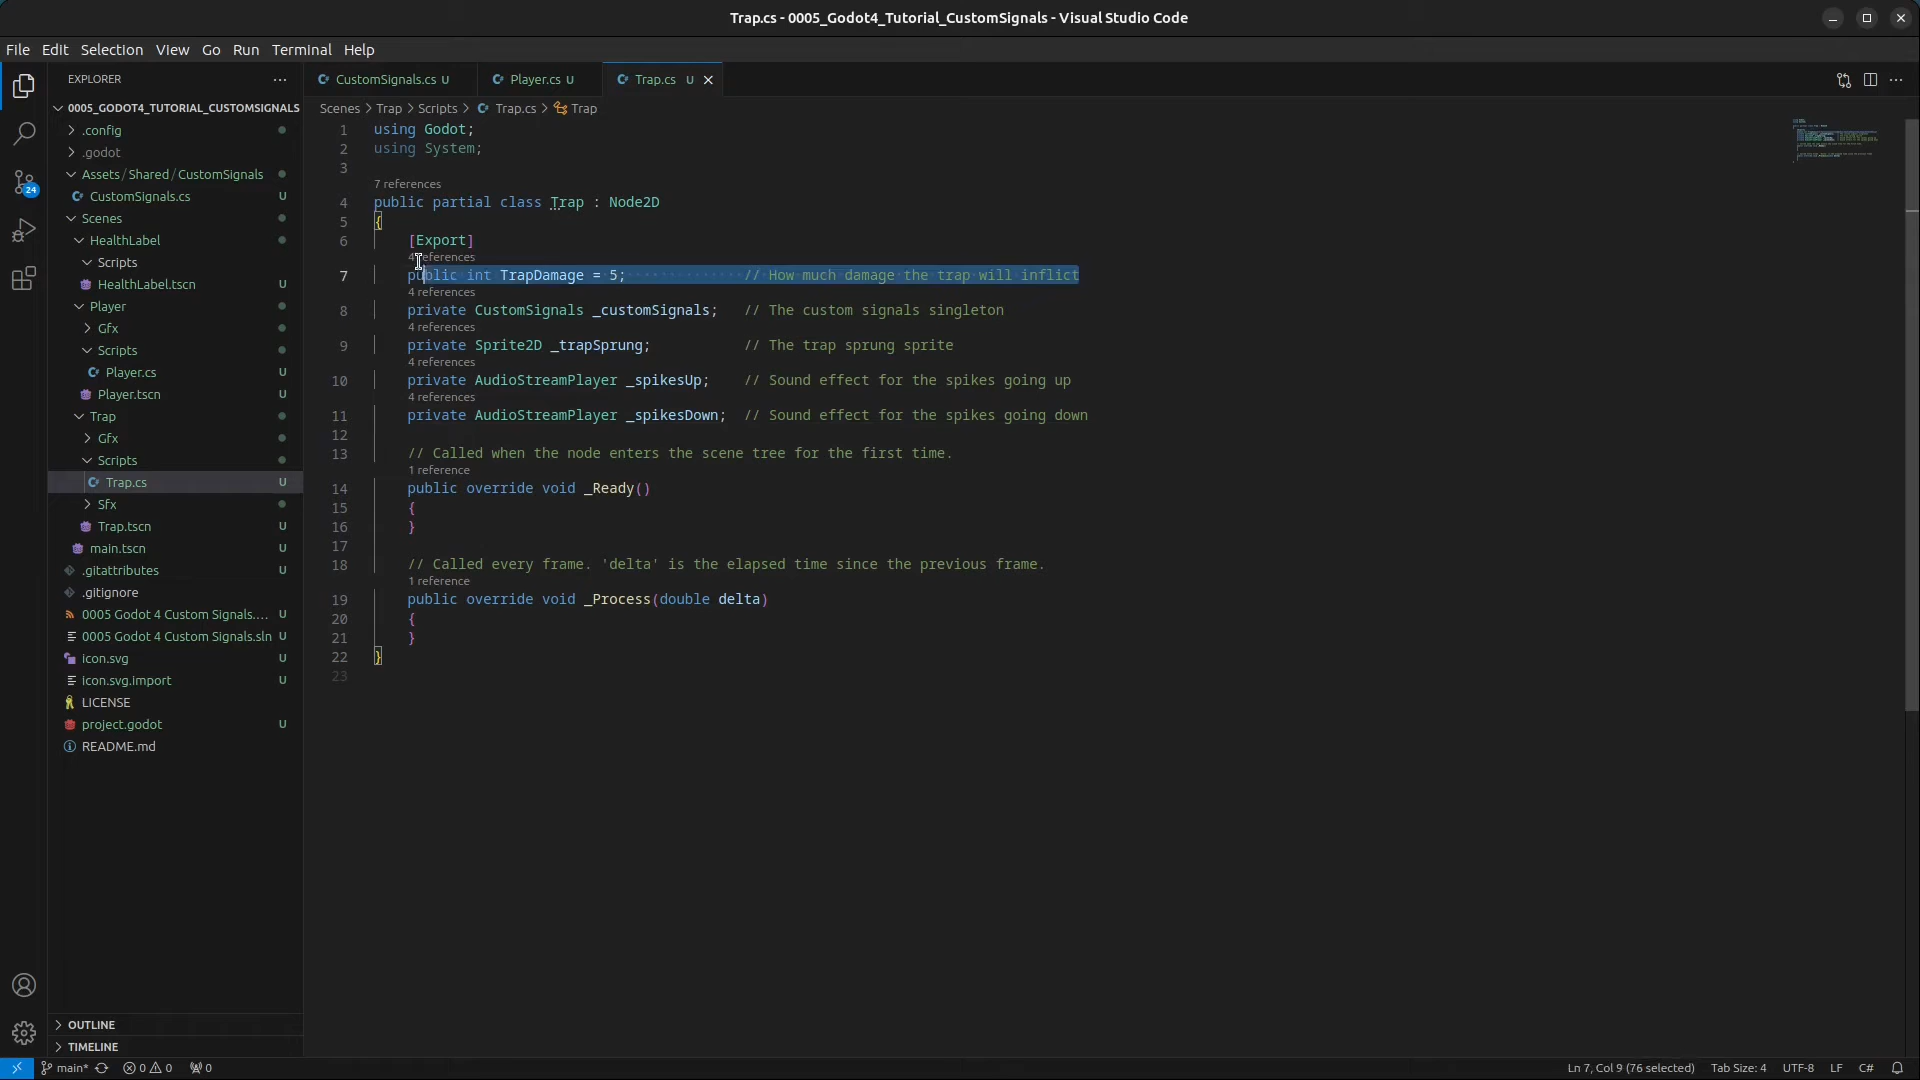 Trap.cs - 0005_Godot4_Tutorial_CustomSignals - Visual Studio Code
File Edit Selection View Go Run Terminal Help
EXPLORER
0005_GODOT4_TUTORIAL_CUSTOMSIGNALS
.config
.godot
Assets/Shared/CustomSignals
CustomSignals.cs U
Scenes
HealthLabel
Scripts
HealthLabel.tscn U
Player
Gfx
Scripts
Player.cs U
Player.tscn U
Trap
Gfx
Scripts
Trap.cs U
Sfx
Trap.tscn U
main.tscn U
.gitattributes U
.gitignore U
0005 Godot 4 Custom Signals.... U
0005 Godot 4 Custom Signals.sln U
icon.svg U
icon.svg.import U
LICENSE
project.godot U
README.md
OUTLINE
TIMELINE
24
CustomSignals.cs U Player.cs U Trap.cs U
Scenes > Trap > Scripts > Trap.cs > Trap
1 using Godot;
2 using System;
3
7 references
4 public partial class Trap : Node2D
5 {
6 [Export]
4 references
7 public int TrapDamage = 5; // How much damage the trap will inflict
4 references
8 private CustomSignals _customSignals; // The custom signals singleton
4 references
9 private Sprite2D _trapSprung; // The trap sprung sprite
4 references
10 private AudioStreamPlayer _spikesUp; // Sound effect for the spikes going up
4 references
11 private AudioStreamPlayer _spikesDown; // Sound effect for the spikes going down
12
13 // Called when the node enters the scene tree for the first time.
1 reference
14 public override void _Ready()
15 {
16 }
17
18 // Called every frame. 'delta' is the elapsed time since the previous frame.
1 reference
19 public override void _Process(double delta)
20 {
21 }
22 }
23
main* 0 0 0 Ln 7, Col 9 (76 selected) Tab Size: 4 UTF-8 LF C#